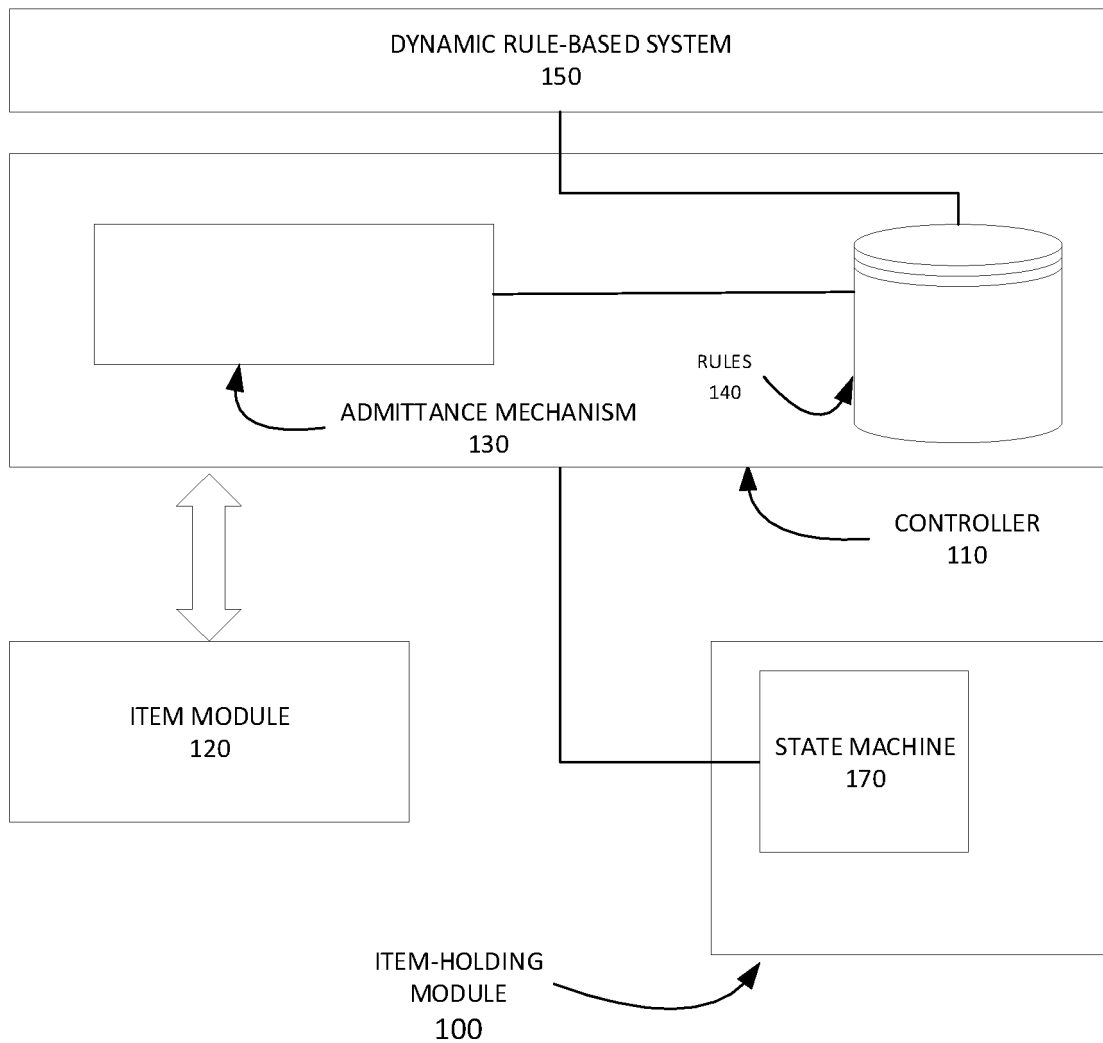 DYNAMIC RULE-BASED SYSTEM
150
RULES
140
ADMITTANCE MECHANISM
130
CONTROLLER
110
ITEM MODULE
120
STATE MACHINE
170
ITEM-HOLDING
MODULE
100